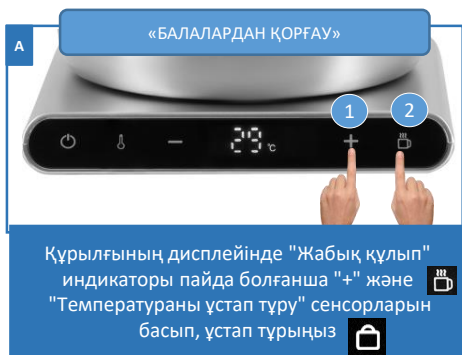 «БАЛАЛАРДАН ҚОРҒАУ»
A
1
2
29 °C
Құрылғының дисплейінде "Жабық құлып"
индикаторы пайда болғанша "+" және
"Температураны ұстап тұру" сенсорларын
басып, ұстап тұрыңыз